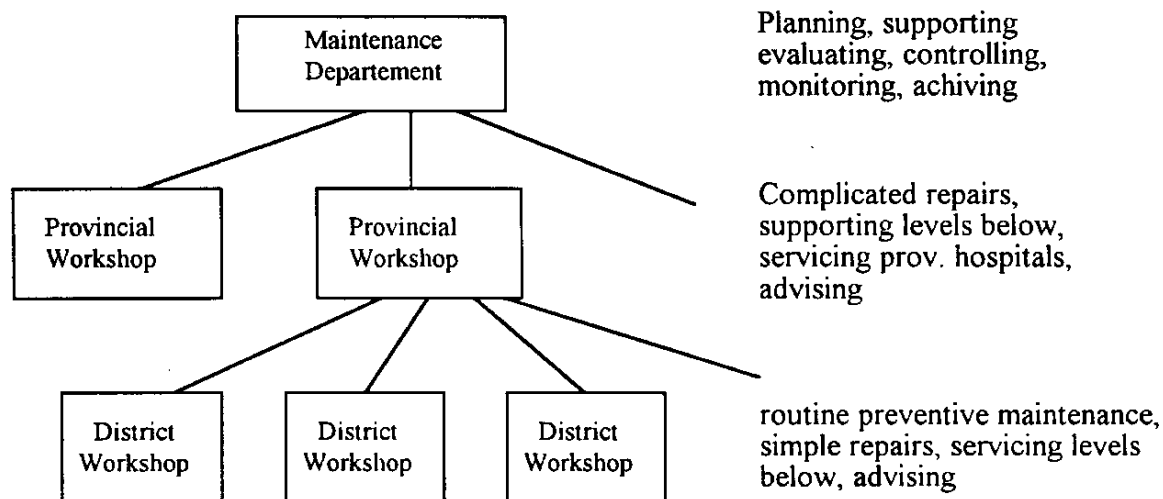 Maintenance
Departement
Planning, supporting
evaluating, controlling,
monitoring, achiving
Provincial
Workshop
Provincial
Workshop
Complicated repairs,
supporting levels below,
servicing prov. hospitals,
advising
District
Workshop
District
Workshop
District
Workshop
routine preventive maintenance,
simple repairs, servicing levels
below, advising